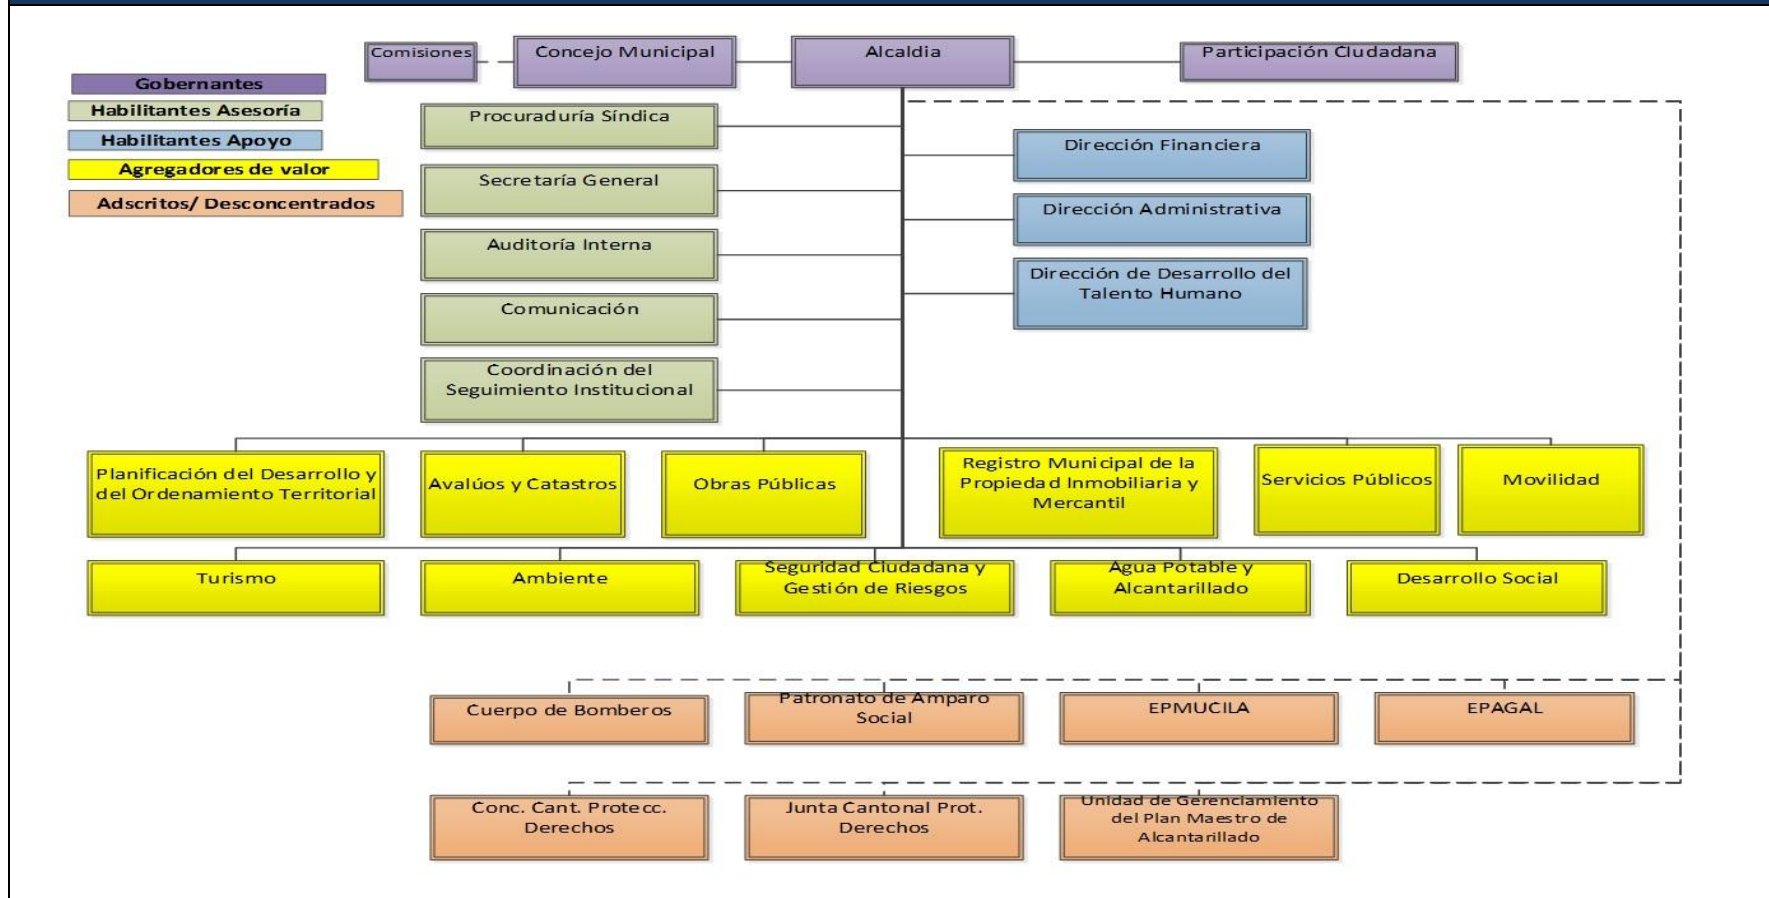 Comisiones
Concejo Municipal
Alcaldia
Participación Ciudadana
Gobernantes
Habilitantes Asesoría
Habilitantes Apoyo
Agregadores de valor
Adscritos/ Desconcentrados
Procuraduría Síndica
Secretaría General
Auditoría Interna
Comunicación
Coordinación del
Seguimiento Institucional
Dirección Financiera
Dirección Administrativa
Dirección de Desarrollo del
Talento Humano
Planificación del Desarrollo y
del Ordenamiento Territorial
Avalúos y Catastros
Obras Públicas
Registro Municipal de la
Propiedad Inmobiliaria y
Mercantil
Servicios Públicos
Movilidad
Turismo
Ambiente
Seguridad Ciudadana y
Gestión de Riesgos
Agua Potable y
Alcantarillado
Desarrollo Social
Cuerpo de Bomberos
Patronato de Amparo
Social
EPMUCILA
EPAGAL
Conc. Cant. Protecc.
Derechos
Junta Cantonal Prot.
Derechos
Unidad de Gerenciamiento
del Plan Maestro de
Alcantarillado